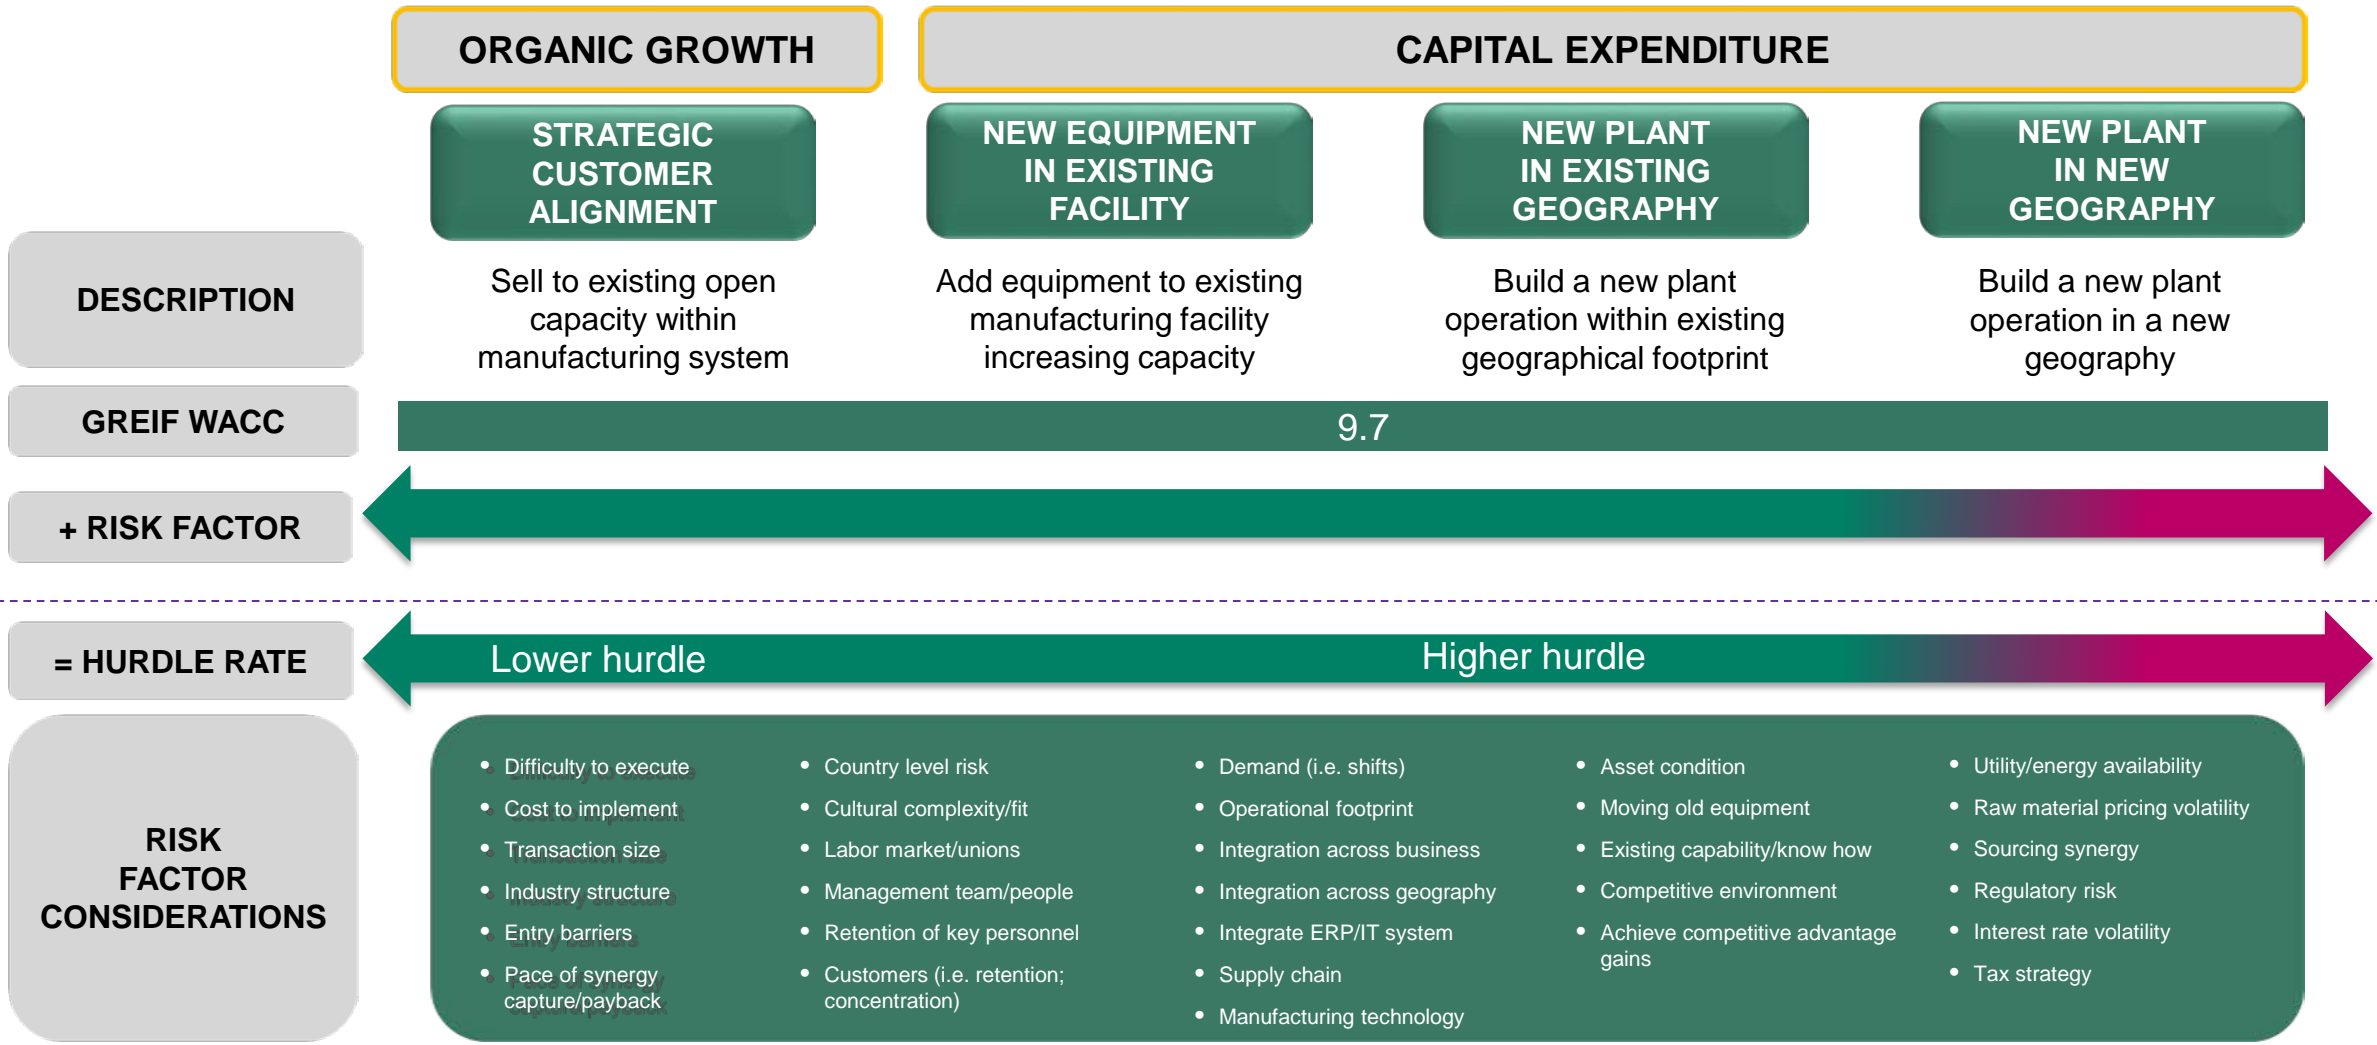 ORGANIC GROWTH
CAPITAL EXPENDITURE
STRATEGIC
CUSTOMER
ALIGNMENT
NEW EQUIPMENT
IN EXISTING
FACILITY
NEW PLANT
IN EXISTING
GEOGRAPHY
NEW PLANT
IN NEW
GEOGRAPHY
DESCRIPTION
Sell to existing open
capacity within
manufacturing system
Add equipment to existing
manufacturing facility
increasing capacity
Build a new plant
operation within existing
geographical footprint
Build a new plant
operation in a new
geography
GREIF WACC
9.7
+ RISK FACTOR
= HURDLE RATE
Lower hurdle
Higher hurdle
RISK
FACTOR
CONSIDERATIONS
• Difficulty to execute
• Cost to implement
• Transaction size
• Industry structure
• Entry barriers
• Pace of synergy
capture/payback
• Country level risk
• Cultural complexity/fit
• Labor market/unions
• Management team/people
• Retention of key personnel
• Customers (i.e. retention;
concentration)
• Demand (i.e. shifts)
• Operational footprint
• Integration across business
• Integration across geography
• Integrate ERP/IT system
• Supply chain
• Manufacturing technology
• Asset condition
• Moving old equipment
• Existing capability/know how
• Competitive environment
• Achieve competitive advantage
gains
• Utility/energy availability
• Raw material pricing volatility
• Sourcing synergy
• Regulatory risk
• Interest rate volatility
• Tax strategy